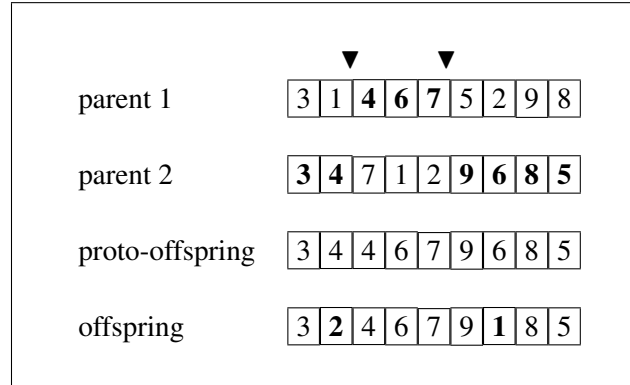 parent 1 3 1 4 6 7 5 2 9 8
parent 2 3 4 7 1 2 9 6 8 5
proto-offspring 3 4 4 6 7 9 6 8 5
offspring 3 2 4 6 7 9 1 8 5